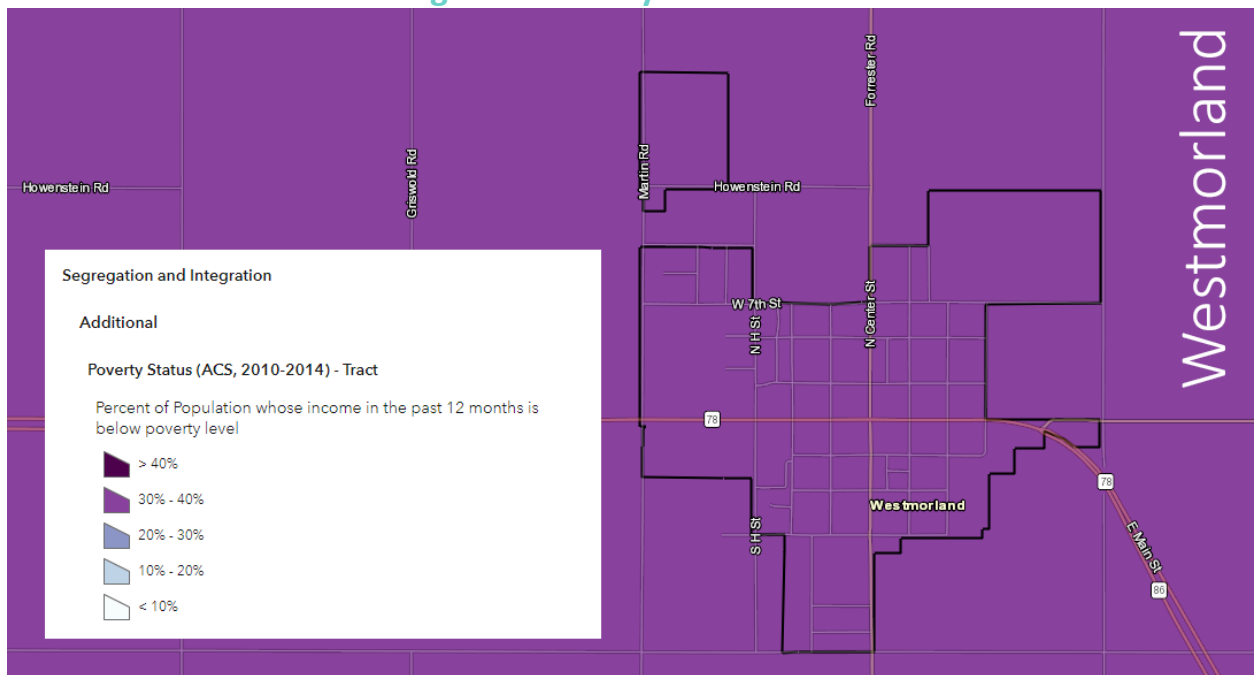 Westmorland
Forrester Rd
Martin Rd
Griswold Rd
Howenstein Rd
Howenstein Rd
Segregation and Integration
Additional
Poverty Status (ACS, 2010-2014) - Tract
Percent of Population whose income in the past 12 months is
below poverty level
> 40%
30% - 40%
20% - 30%
10% - 20%
< 10%
W 7th St
N H St
N Center St
78
78
Westmorland
S H St
E Main St
86